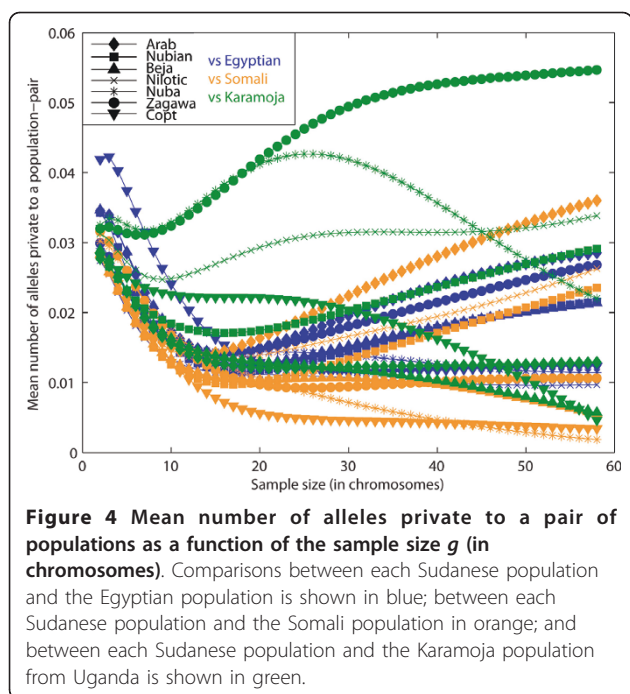 0.06
0.05
0.04
0.03
0.02
0.01
0
Mean number of alleles private to a population–pair
Arab
Nubian
Beja
Nilotic
Nuba
Zagawa
Copt
vs Egyptian
vs Somali
vs Karamoja
0 10 20 30 40 50 60
Sample size (in chromosomes)
Figure 4 Mean number of alleles private to a pair of
populations as a function of the sample size g (in
chromosomes). Comparisons between each Sudanese population
and the Egyptian population is shown in blue; between each
Sudanese population and the Somali population in orange; and
between each Sudanese population and the Karamoja population
from Uganda is shown in green.